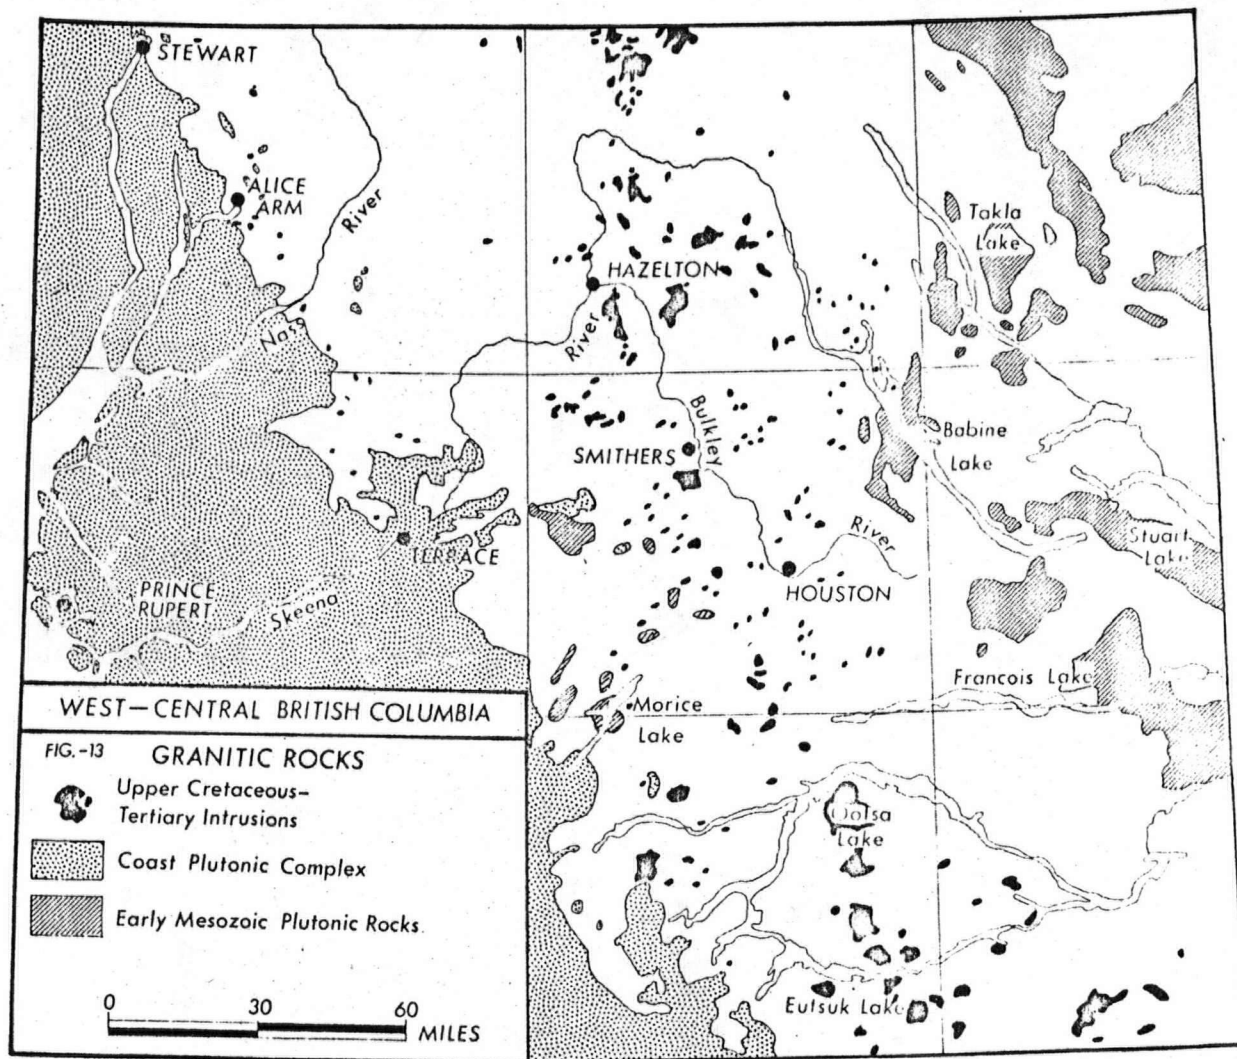 STEWART
ALICE
ARM
River
Nass
HAZELTON
River
Takla
Lake
Bulkley
SMITHERS
Babine
Lake
TERRACE
River
Stuart
Lake
PRINCE
RUPERT
Skeena
HOUSTON
Francois Lake
Morice
Lake
Ootsa
Lake
Eutsuk Lake
WEST-CENTRAL BRITISH COLUMBIA
FIG.-13 GRANITIC ROCKS
Upper Cretaceous-
Tertiary Intrusions
Coast Plutonic Complex
Early Mesozoic Plutonic Rocks
0 30 60
MILES